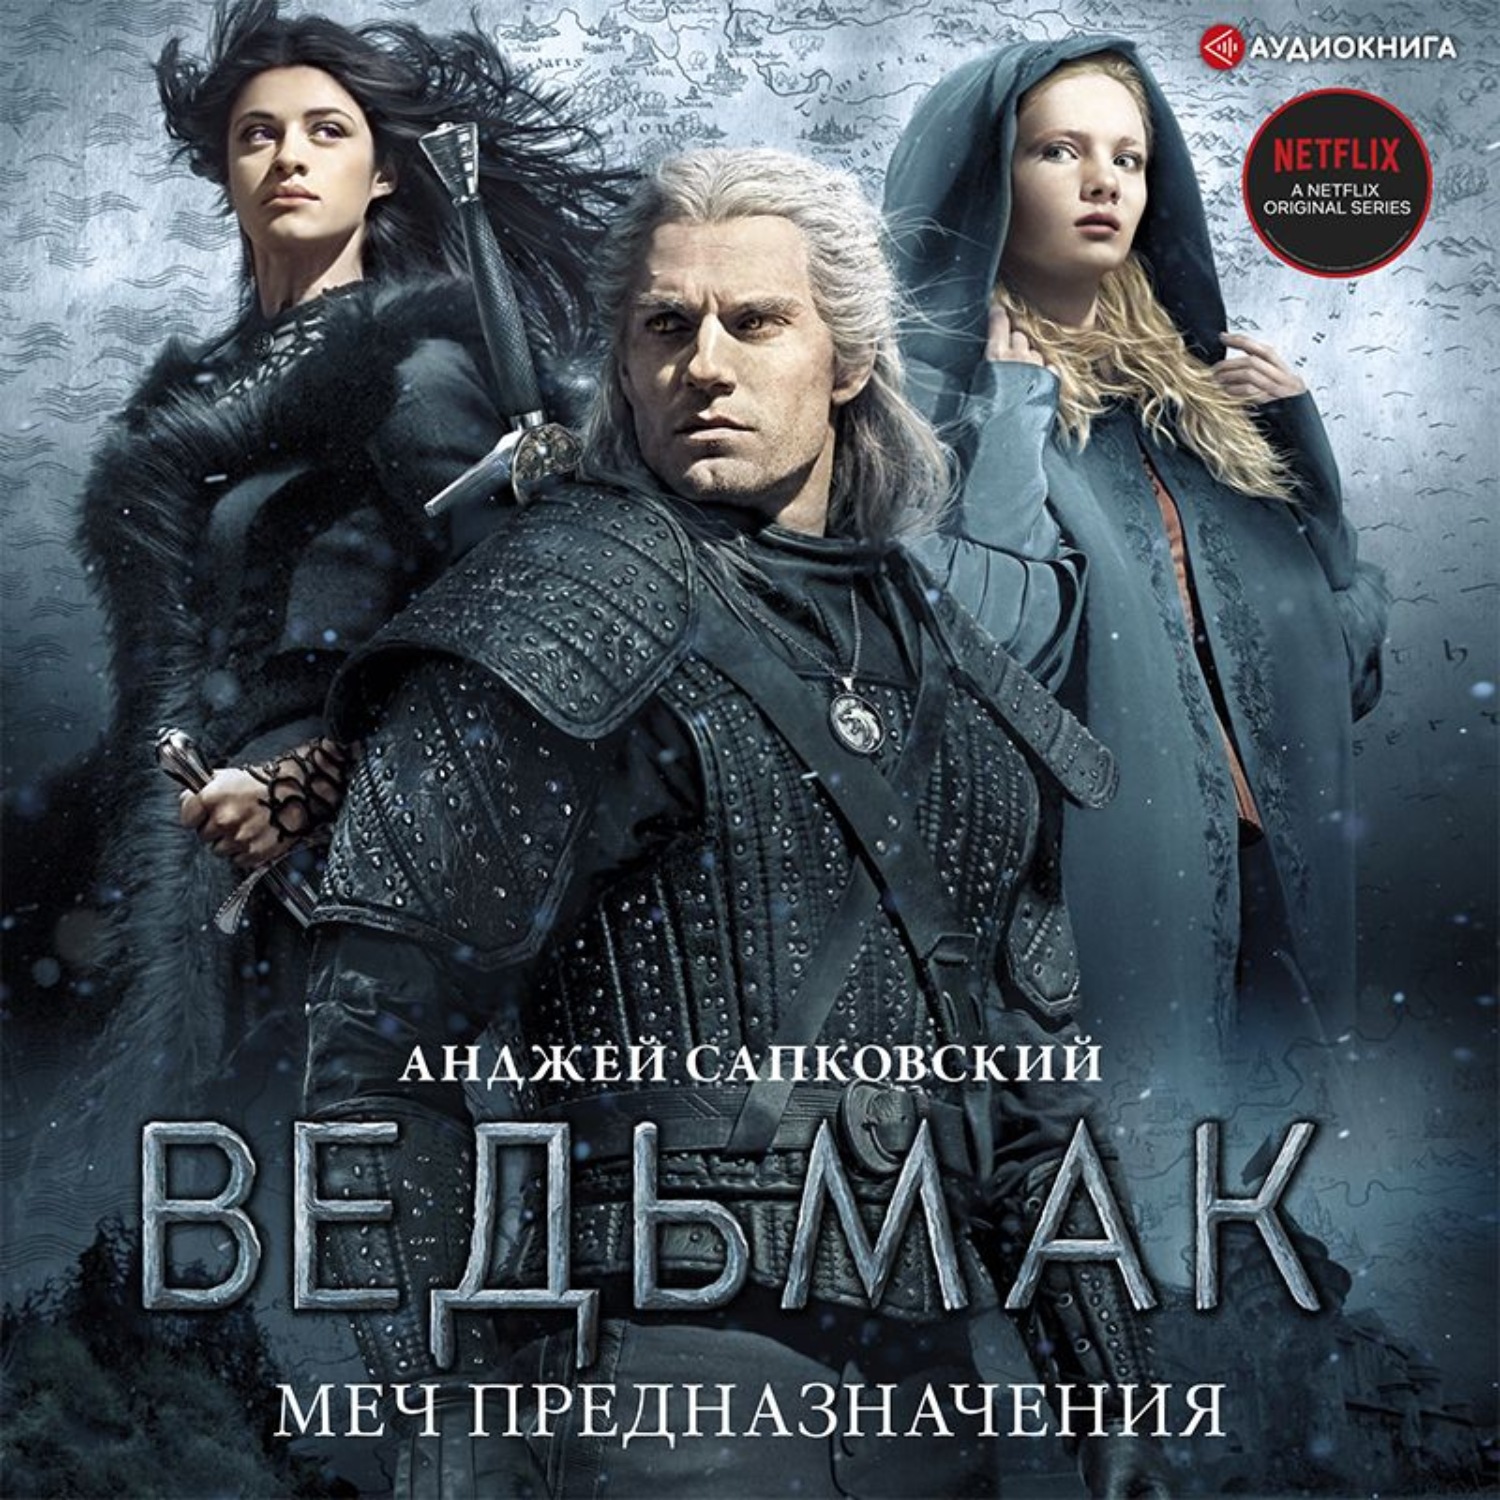 АУДИОКНИГА
NETFLIX
A NETFLIX
ORIGINAL SERIES
АНДЖЕЙ САПКОВСКИЙ
ВЕДЬМАК
МЕЧ ПРЕДНАЗНАЧЕНИЯ